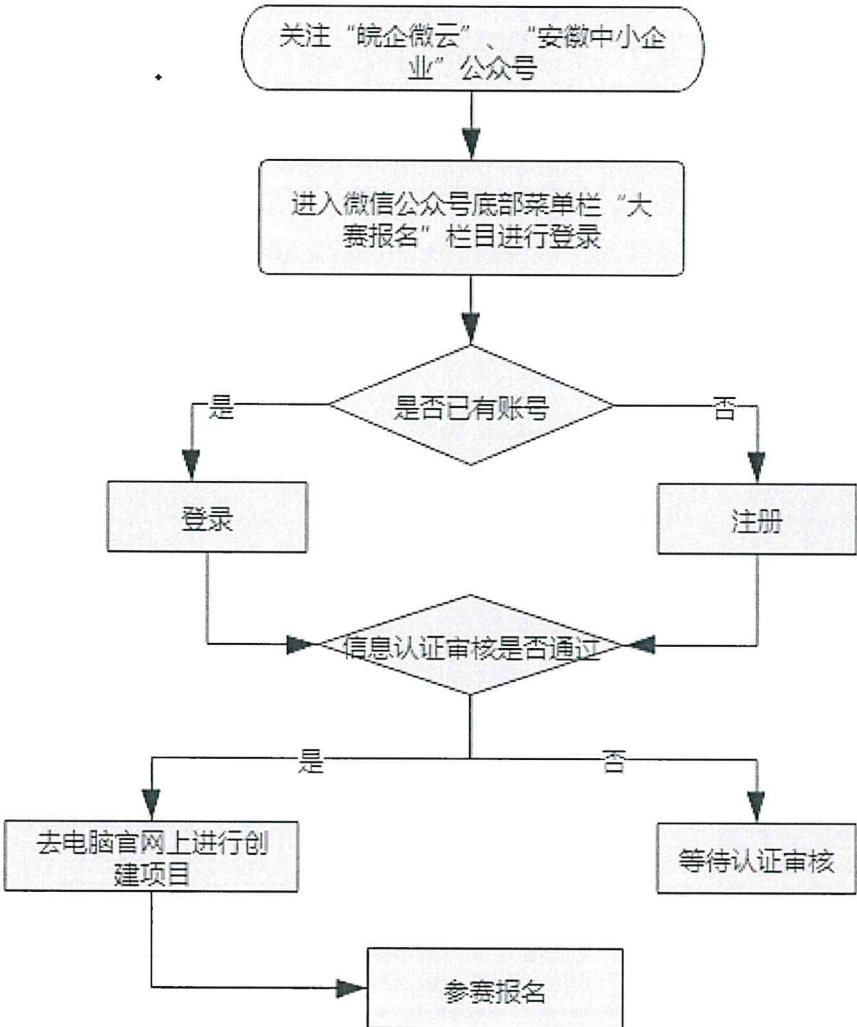 关注“皖企微云”、“安徽中小企
业”公众号
进入微信公众号底部菜单栏“大
赛报名”栏目进行登录
是否已有账号
是
否
登录
注册
信息认证审核是否通过
是
否
去电脑官网上进行创
建项目
等待认证审核
参赛报名